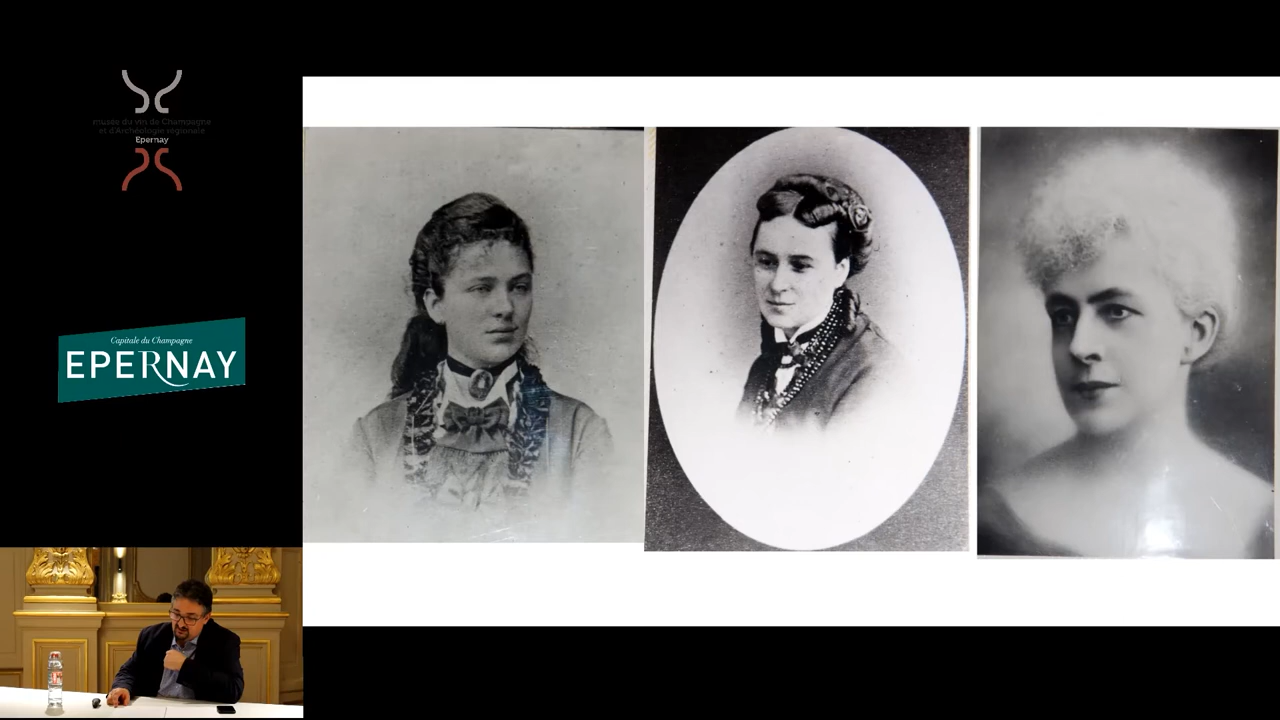 musée du vin de Champagne
et d'Archéologie régionale
Epernay
Capitale du Champagne
EPERNAY